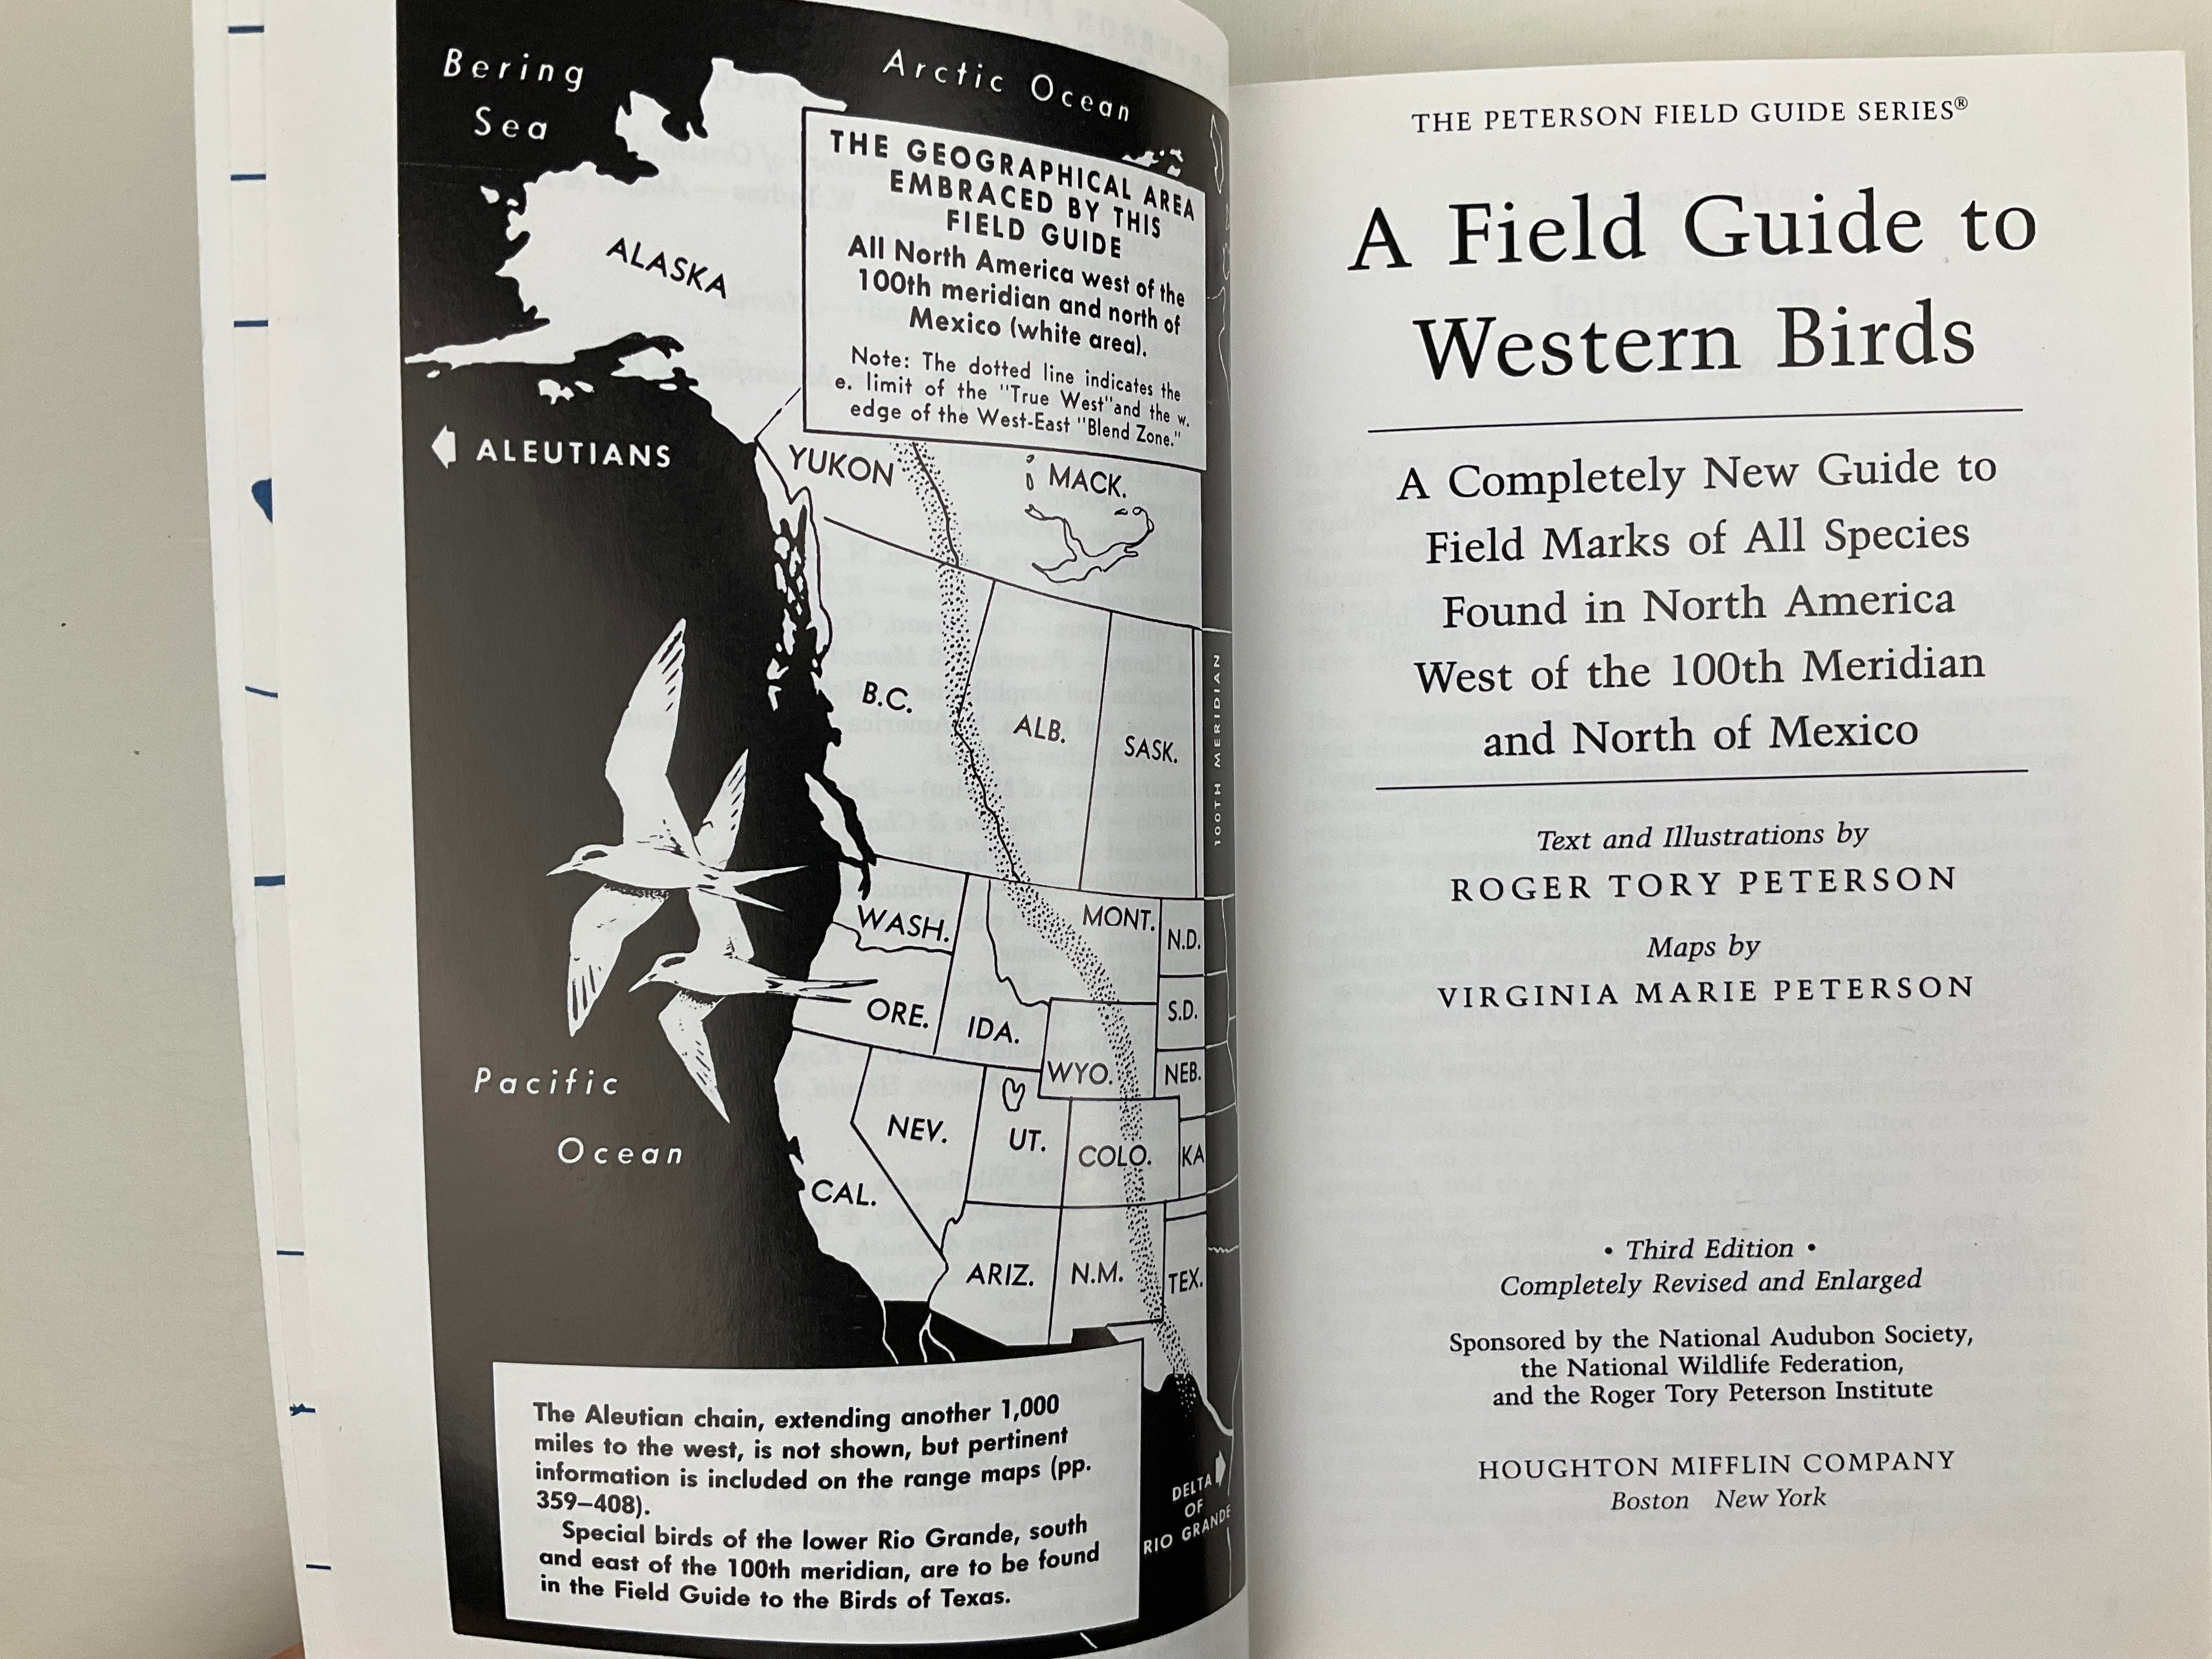 Bering
Sea
Arctic Ocean
THE GEOGRAPHICAL AREA
EMBRACED BY THIS
FIELD GUIDE
All North America west of the
100th meridian and north of
Mexico (white area).
Note: The dotted line indicates the
e. limit of the "True West" and the w.
edge of the West-East "Blend Zone."
ALASKA
ALEUTIANS
YUKON
MACK.
B.C.
ALB.
SASK.
100TH MERIDIAN
WASH.
MONT.
N.D.
ORE.
IDA.
S.D.
WYO.
NEB.
Pacific
Ocean
NEV.
UT.
COLO.
KA
CAL.
ARIZ.
N.M.
TEX.
The Aleutian chain, extending another 1,000
miles to the west, is not shown, but pertinent
information is included on the range maps (pp.
359–408).
Special birds of the lower Rio Grande, south
and east of the 100th meridian, are to be found
in the Field Guide to the Birds of Texas.
DELTA
OF
RIO GRANDE
THE PETERSON FIELD GUIDE SERIES®
A Field Guide to
Western Birds
A Completely New Guide to
Field Marks of All Species
Found in North America
West of the 100th Meridian
and North of Mexico
Text and Illustrations by
ROGER TORY PETERSON
Maps by
VIRGINIA MARIE PETERSON
• Third Edition •
Completely Revised and Enlarged
Sponsored by the National Audubon Society,
the National Wildlife Federation,
and the Roger Tory Peterson Institute
HOUGHTON MIFFLIN COMPANY
Boston New York